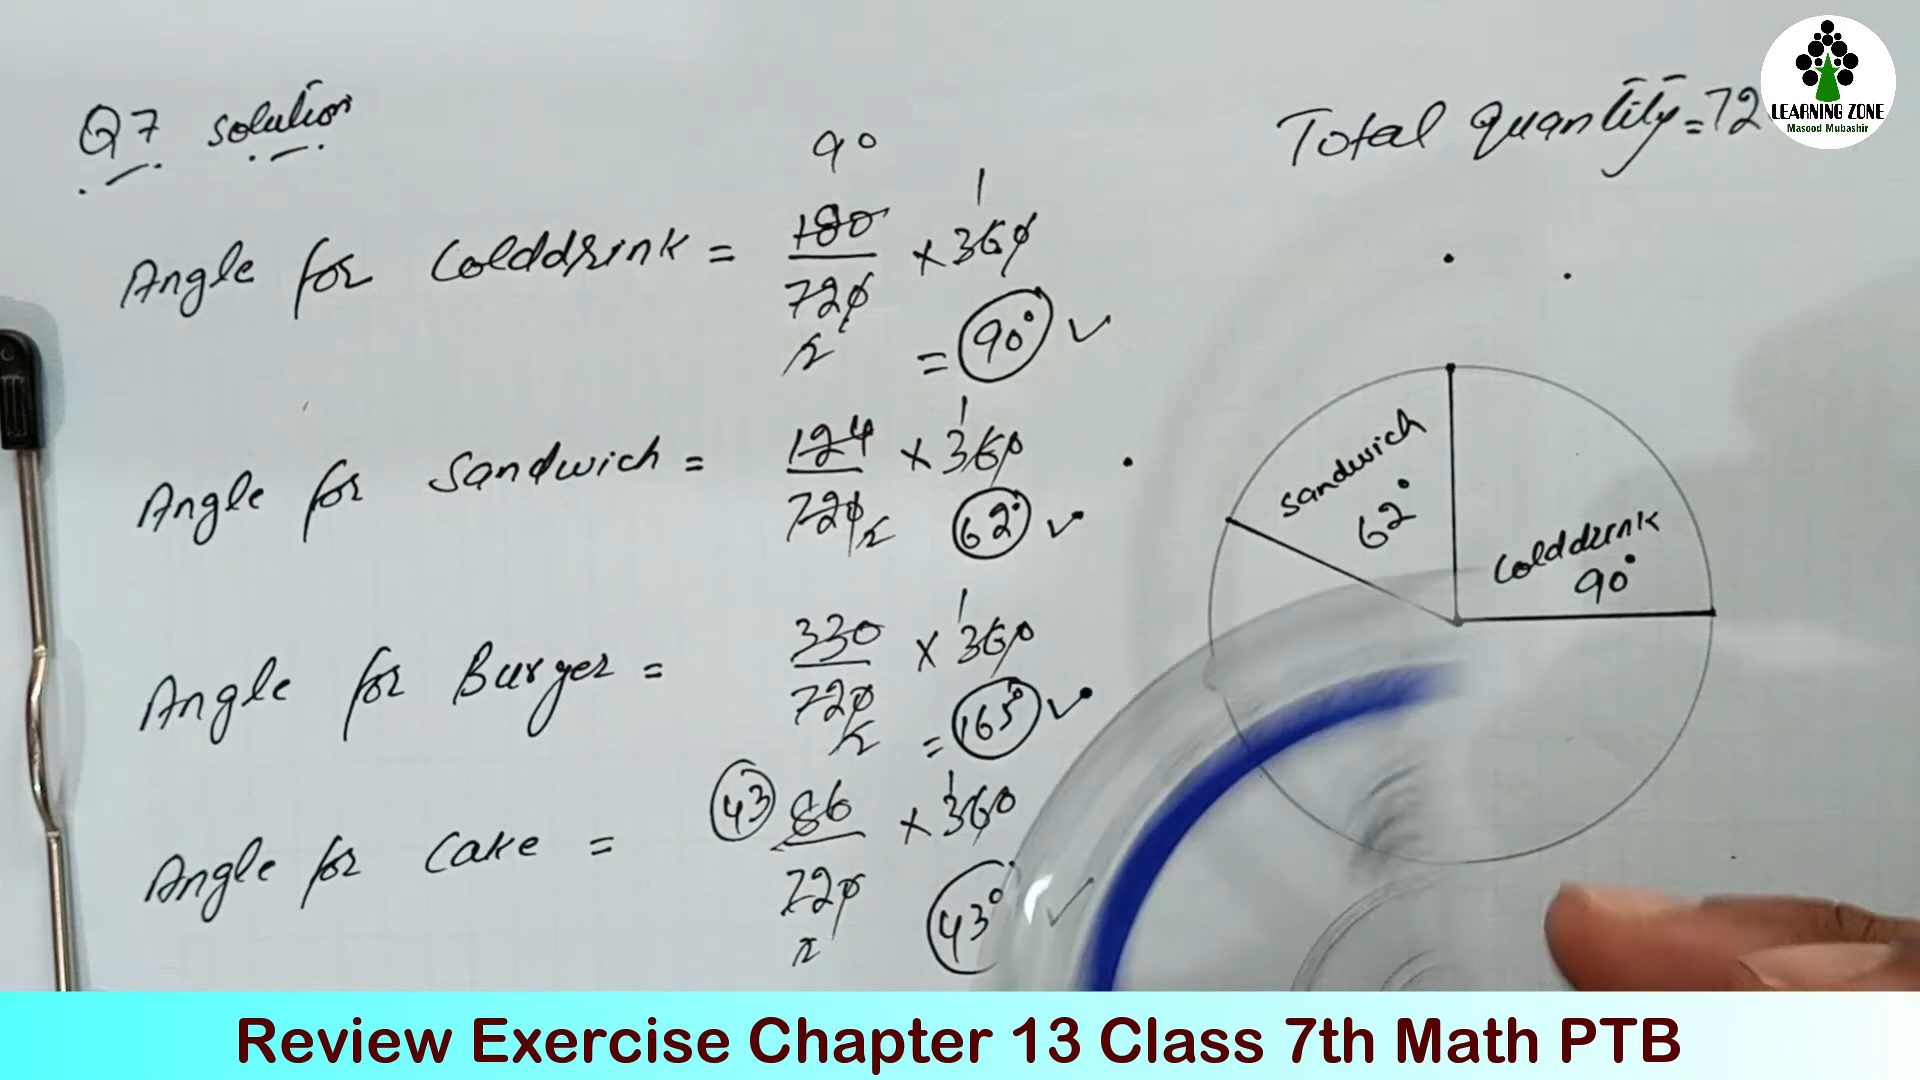 Q7 solution
Total quantity = 72
LEARNING ZONE
Masood Mubashir
90
1
Angle for Colddrink = 180/720 × 360
2
= 90° ✓
1
Angle for Sandwich = 124/720 × 360
2
62° ✓
1
Angle for Burger = 330/720 × 360
2
= 165° ✓
1
Angle for Cake = 43 86/720 × 360
2
43° ✓
Sandwich
62°
Colddrink
90°
Review Exercise Chapter 13 Class 7th Math PTB